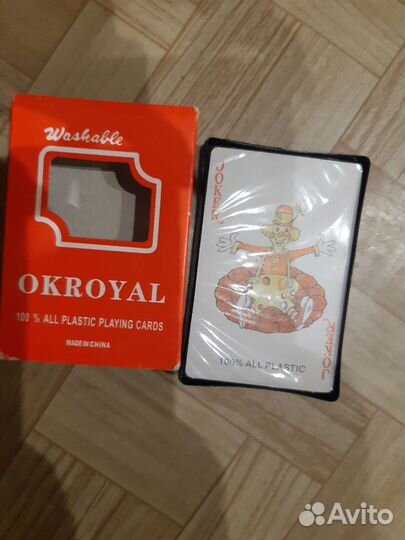 Washable
OKROYAL
100 % ALL PLASTIC PLAYING CARDS
MADE IN CHINA
JOKER
100% ALL PLASTIC
JOKER
Avito